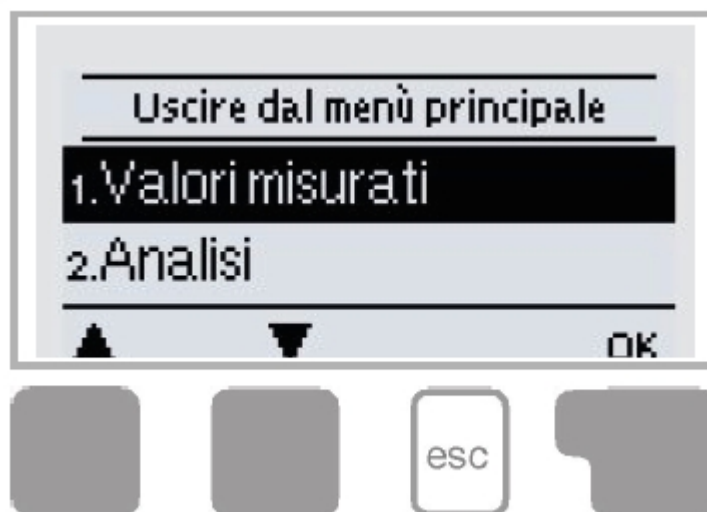 Uscire dal menù principale
1.Valori misurati
2.Analisi
OK
esc